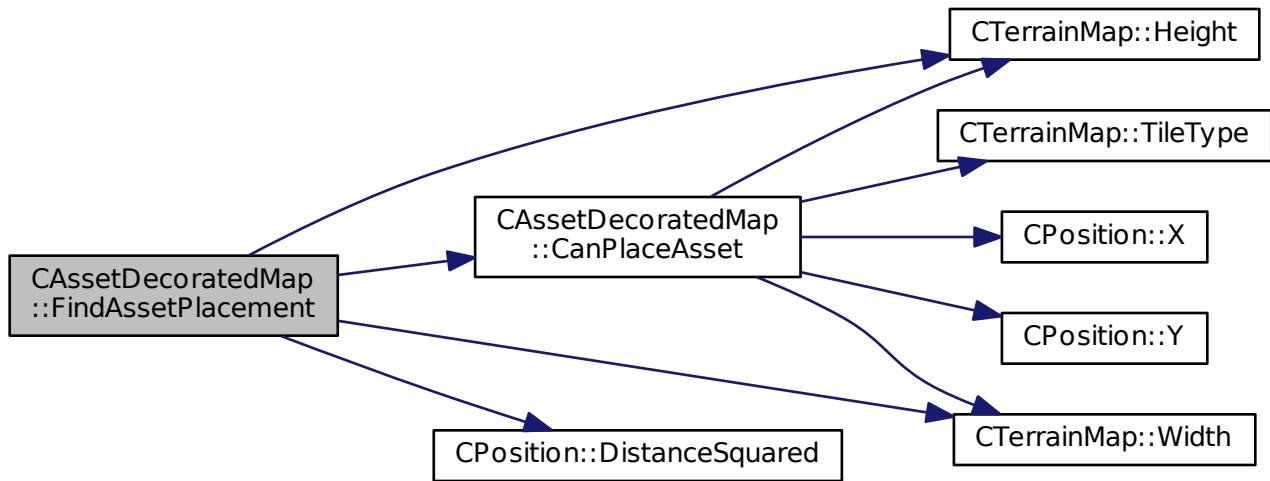 CAssetDecoratedMap
::FindAssetPlacement
CAssetDecoratedMap
::CanPlaceAsset
CPosition::DistanceSquared
CTerrainMap::Height
CTerrainMap::TileType
CPosition::X
CPosition::Y
CTerrainMap::Width